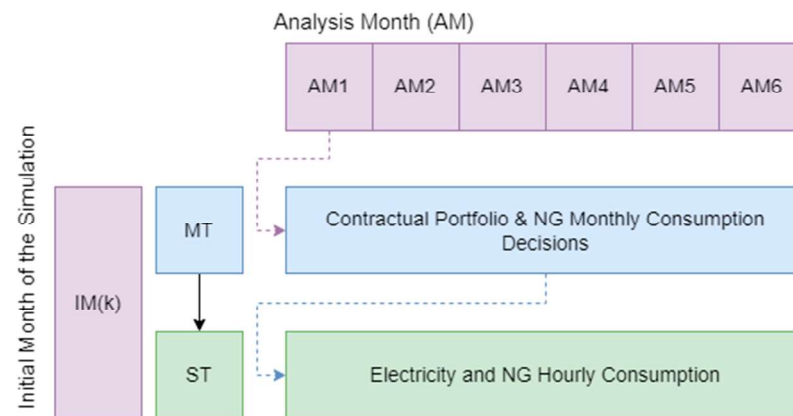 Analysis Month (AM)
AM1 AM2 AM3 AM4 AM5 AM6
Initial Month of the Simulation
IM(k)
MT
Contractual Portfolio & NG Monthly Consumption
Decisions
ST
Electricity and NG Hourly Consumption